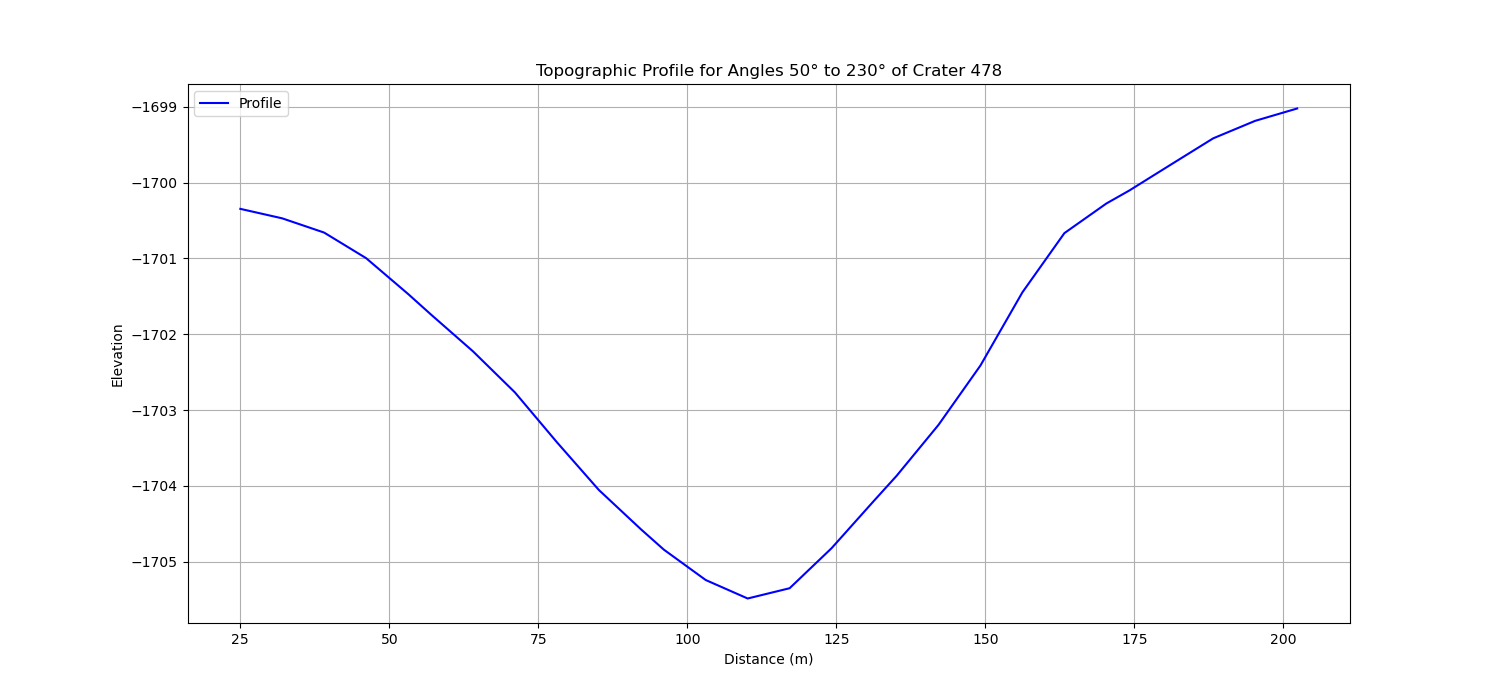 Topographic Profile for Angles 50° to 230° of Crater 478
Profile
−1699
−1700
−1701
−1702
−1703
−1704
−1705
Elevation
25 50 75 100 125 150 175 200
Distance (m)